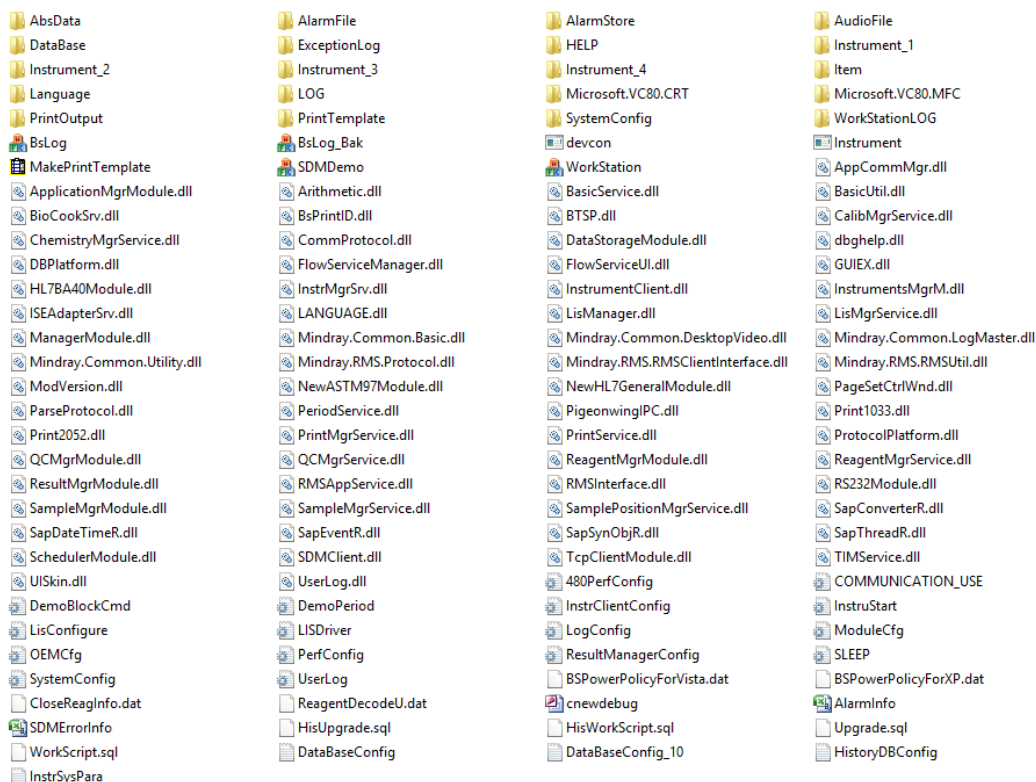 AbsData AlarmFile AlarmStore AudioFile
DataBase ExceptionLog HELP Instrument_1
Instrument_2 Instrument_3 Instrument_4 Item
Language LOG Microsoft.VC80.CRT Microsoft.VC80.MFC
PrintOutput PrintTemplate SystemConfig WorkStationLOG
BsLog BsLog_Bak devcon Instrument
MakePrintTemplate SDMDemo WorkStation AppCommMgr.dll
ApplicationMgrModule.dll Arithmetic.dll BasicService.dll BasicUtil.dll
BioCookSrv.dll BsPrintID.dll BTSP.dll CalibMgrService.dll
ChemistryMgrService.dll CommProtocol.dll DataStorageModule.dll dbghelp.dll
DBPlatform.dll FlowServiceManager.dll FlowServiceUI.dll GUIEX.dll
HL7BA40Module.dll InstrMgrSrv.dll InstrumentClient.dll InstrumentsMgrM.dll
ISEAdapterSrv.dll LANGUAGE.dll LisManager.dll LisMgrService.dll
ManagerModule.dll Mindray.Common.Basic.dll Mindray.Common.DesktopVideo.dll Mindray.Common.LogMaster.dll
Mindray.Common.Utility.dll Mindray.RMS.Protocol.dll Mindray.RMS.RMSClientInterface.dll Mindray.RMS.RMSUtil.dll
ModVersion.dll NewASTM97Module.dll NewHL7GeneralModule.dll PageSetCtrlWnd.dll
ParseProtocol.dll PeriodService.dll PigeonwingIPC.dll Print1033.dll
Print2052.dll PrintMgrService.dll PrintService.dll ProtocolPlatform.dll
QCMgrModule.dll QCMgrService.dll ReagentMgrModule.dll ReagentMgrService.dll
ResultMgrModule.dll RMSAppService.dll RMSInterface.dll RS232Module.dll
SampleMgrModule.dll SampleMgrService.dll SamplePositionMgrService.dll SapConverterR.dll
SapDateTimeR.dll SapEventR.dll SapSynObjR.dll SapThreadR.dll
SchedulerModule.dll SDMClient.dll TcpClientModule.dll TIMService.dll
UISkin.dll UserLog.dll 480PerfConfig COMMUNICATION_USE
DemoBlockCmd DemoPeriod InstrClientConfig InstruStart
LisConfigure LISDriver LogConfig ModuleCfg
OEMCfg PerfConfig ResultManagerConfig SLEEP
SystemConfig UserLog BSPowerPolicyForVista.dat BSPowerPolicyForXP.dat
CloseReagInfo.dat ReagentDecodeU.dat cnewdebug AlarmInfo
SDMErrorInfo HisUpgrade.sql HisWorkScript.sql Upgrade.sql
WorkScript.sql DataBaseConfig DataBaseConfig_10 HistoryDBConfig
InstrSysPara